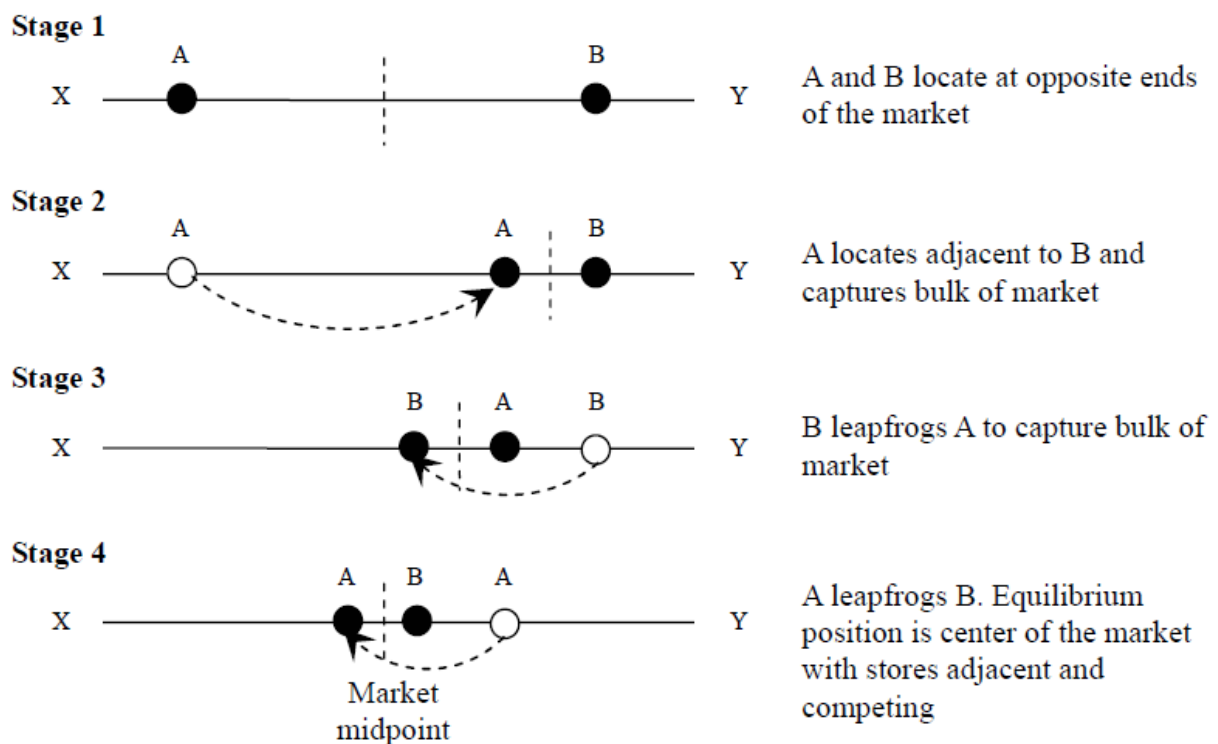 Stage 1
A B
X Y
A and B locate at opposite ends
of the market
Stage 2
A A B
X Y
A locates adjacent to B and
captures bulk of market
Stage 3
B A B
X Y
B leapfrogs A to capture bulk of
market
Stage 4
A B A
X Y
A leapfrogs B. Equilibrium
position is center of the market
with stores adjacent and
competing
Market
midpoint